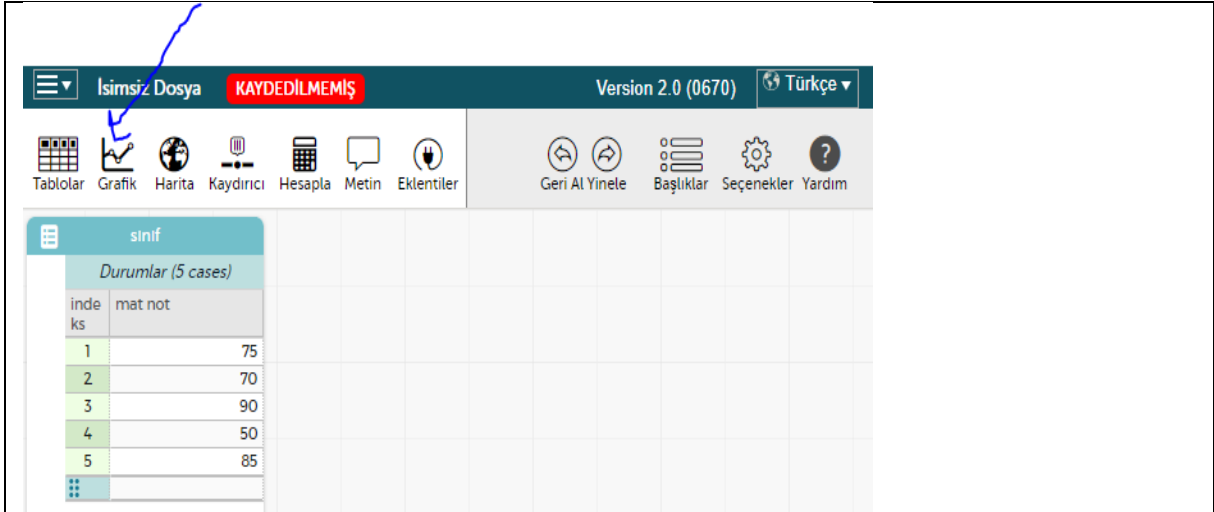 İsimsiz Dosya KAYDEDİLMEMİŞ Version 2.0 (0670) Türkçe
Tablolar Grafik Harita Kaydırıcı Hesapla Metin Eklentiler Geri Al Yinele Başlıklar Seçenekler Yardım
sınıf
Durumlar (5 cases)
inde mat not
ks
1 75
2 70
3 90
4 50
5 85